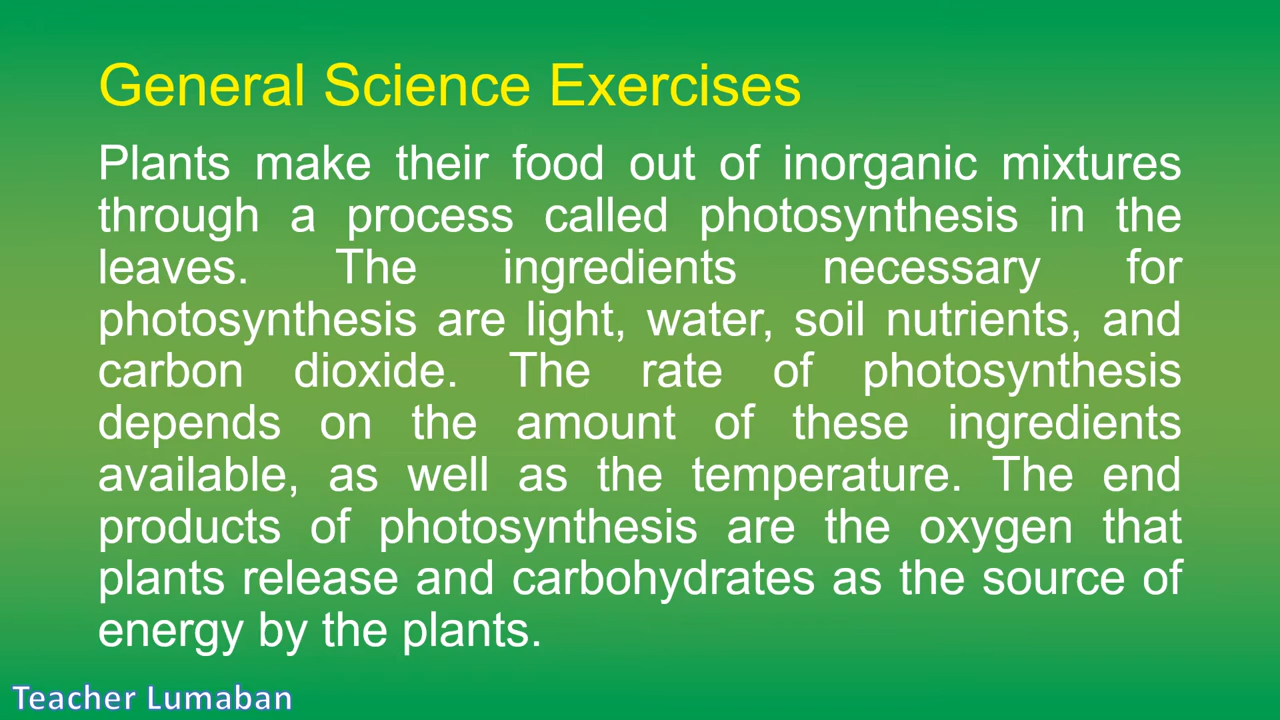 General Science Exercises
Plants make their food out of inorganic mixtures
through a process called photosynthesis in the
leaves. The ingredients necessary for
photosynthesis are light, water, soil nutrients, and
carbon dioxide. The rate of photosynthesis
depends on the amount of these ingredients
available, as well as the temperature. The end
products of photosynthesis are the oxygen that
plants release and carbohydrates as the source of
energy by the plants.
Teacher Lumaban